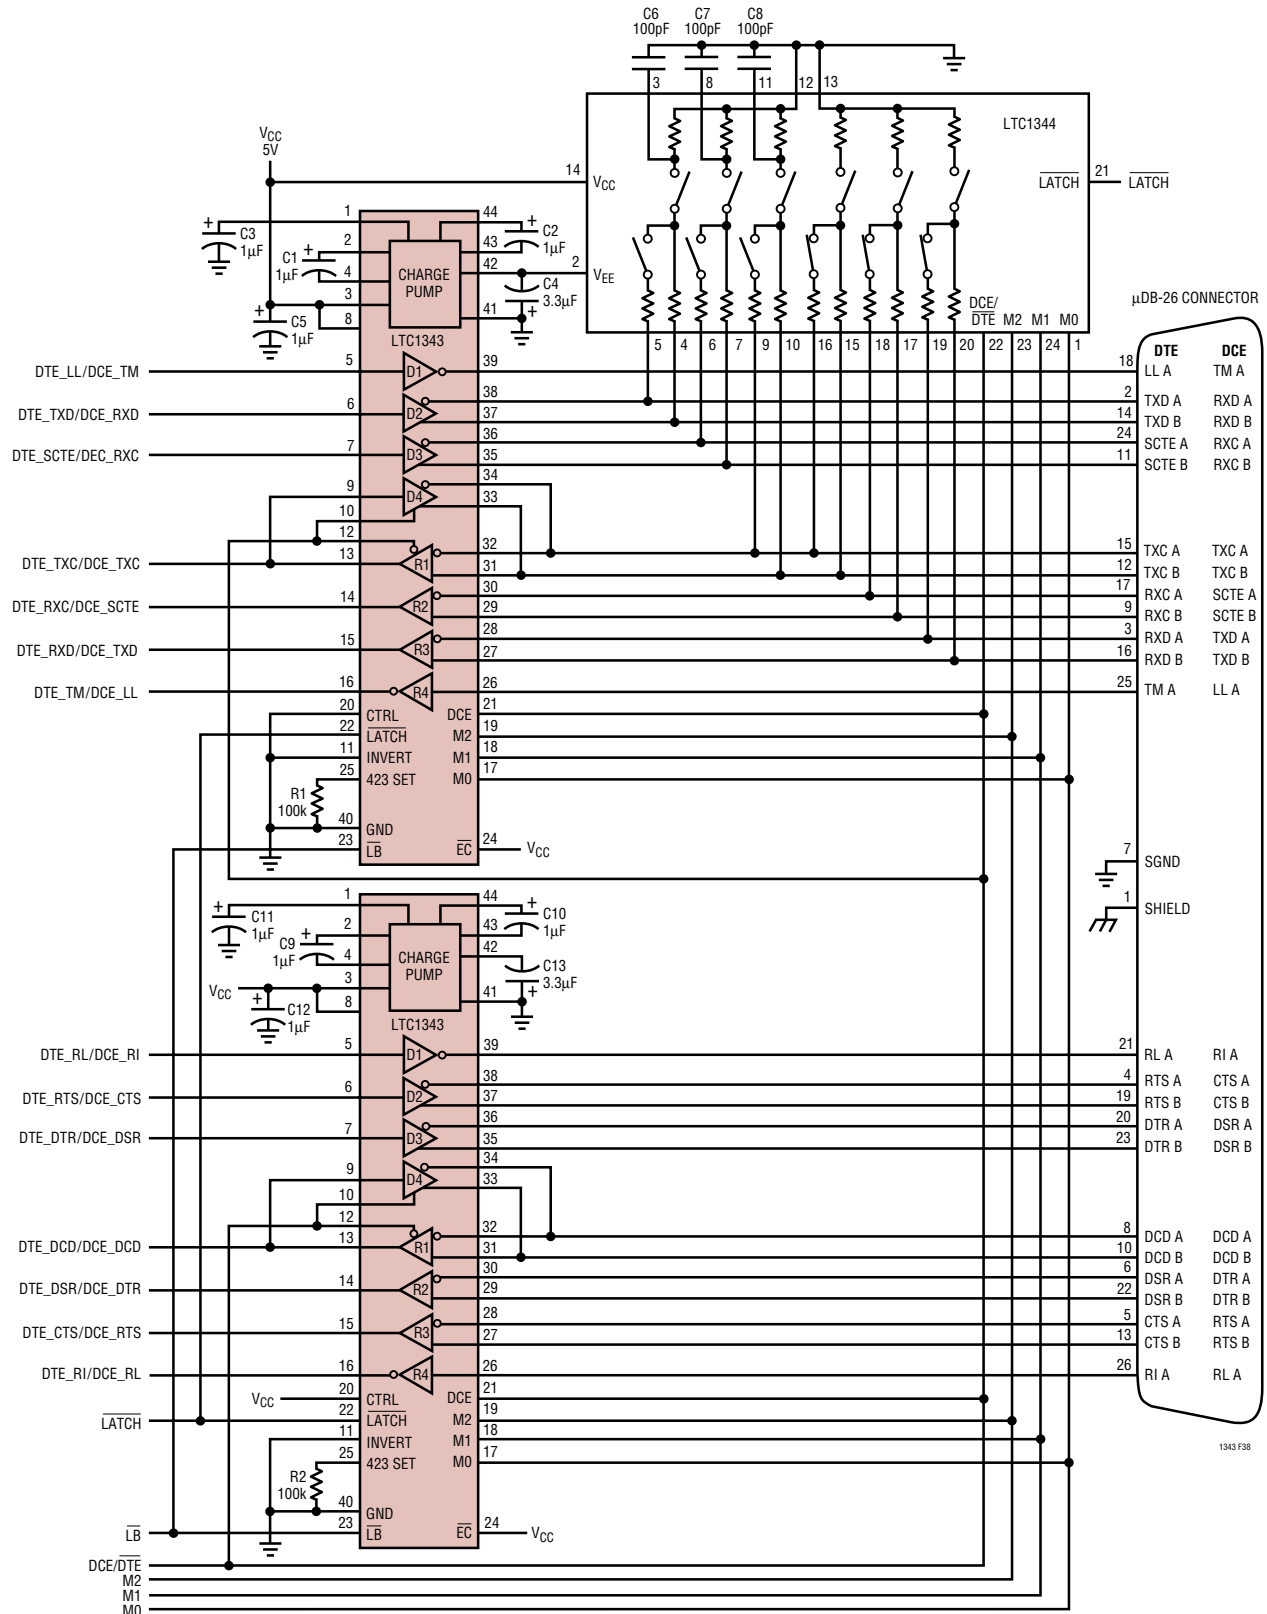 C6 100pF
C7 100pF
C8 100pF
3
8
11
12
13
LTC1344
VCC 5V
14
VCC
LATCH
21
LATCH
2
VEE
DCE/DTE M2 M1 M0
5 4 6 7 9 10 16 15 18 17 19 20 22 23 24 1
1
44
C3 1µF
2
43
C2 1µF
C1 1µF
4
42
C4 3.3µF
3
41
C5 1µF
8
CHARGE PUMP
LTC1343
µDB-26 CONNECTOR
DTE DCE
DTE_LL/DCE_TM 5 D1 39 18 LL A TM A
38 2 TXD A RXD A
DTE_TXD/DCE_RXD 6 D2 37 14 TXD B RXD B
36 24 SCTE A RXC A
DTE_SCTE/DEC_RXC 7 D3 35 11 SCTE B RXC B
9 D4 34
33
10
12
32 15 TXC A TXC A
DTE_TXC/DCE_TXC 13 R1 31 12 TXC B TXC B
30 17 RXC A SCTE A
DTE_RXC/DCE_SCTE 14 R2 29 9 RXC B SCTE B
28 3 RXD A TXD A
DTE_RXD/DCE_TXD 15 R3 27 16 RXD B TXD B
DTE_TM/DCE_LL 16 R4 26 25 TM A LL A
20 CTRL DCE 21
22 LATCH M2 19
11 INVERT M1 18
25 423 SET M0 17
R1 100k
40 GND
23 LB EC 24 VCC
7 SGND
1 SHIELD
1
44
C11 1µF
2
43
C10 1µF
C9 1µF
4
42
C13 3.3µF
VCC
3
41
C12 1µF
8
CHARGE PUMP
LTC1343
DTE_RL/DCE_RI 5 D1 39 21 RL A RI A
38 4 RTS A CTS A
DTE_RTS/DCE_CTS 6 D2 37 19 RTS B CTS B
36 20 DTR A DSR A
DTE_DTR/DCE_DSR 7 D3 35 23 DTR B DSR B
9 D4 34
33
10
12
32 8 DCD A DCD A
DTE_DCD/DCE_DCD 13 R1 31 10 DCD B DCD B
30 6 DSR A DTR A
DTE_DSR/DCE_DTR 14 R2 29 22 DSR B DTR B
28 5 CTS A RTS A
DTE_CTS/DCE_RTS 15 R3 27 13 CTS B RTS B
DTE_RI/DCE_RL 16 R4 26 26 RI A RL A
VCC 20 CTRL DCE 21
LATCH 22 LATCH M2 19
11 INVERT M1 18
25 423 SET M0 17
R2 100k
40 GND
LB 23 LB EC 24 VCC
1343 F38
DCE/DTE
M2
M1
M0